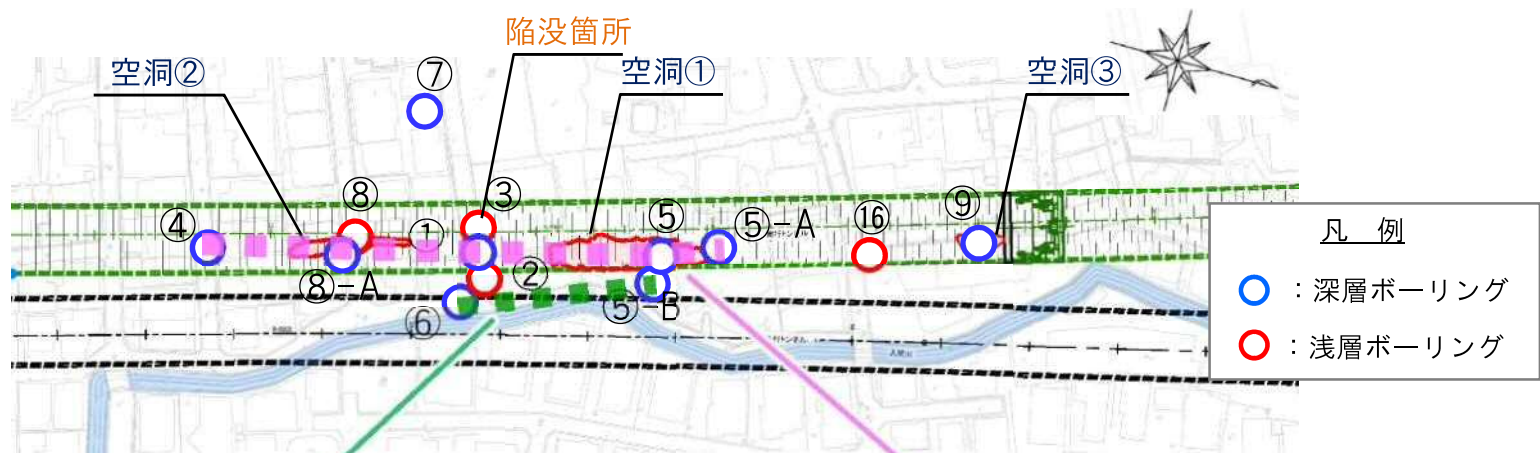 陥没箇所
空洞②
⑦
空洞①
空洞③
④
⑧
①
③
⑤
⑤-A
⑯
⑨
⑧-A
②
⑥
⑤-B
凡 例
：深層ボーリング
：浅層ボーリング